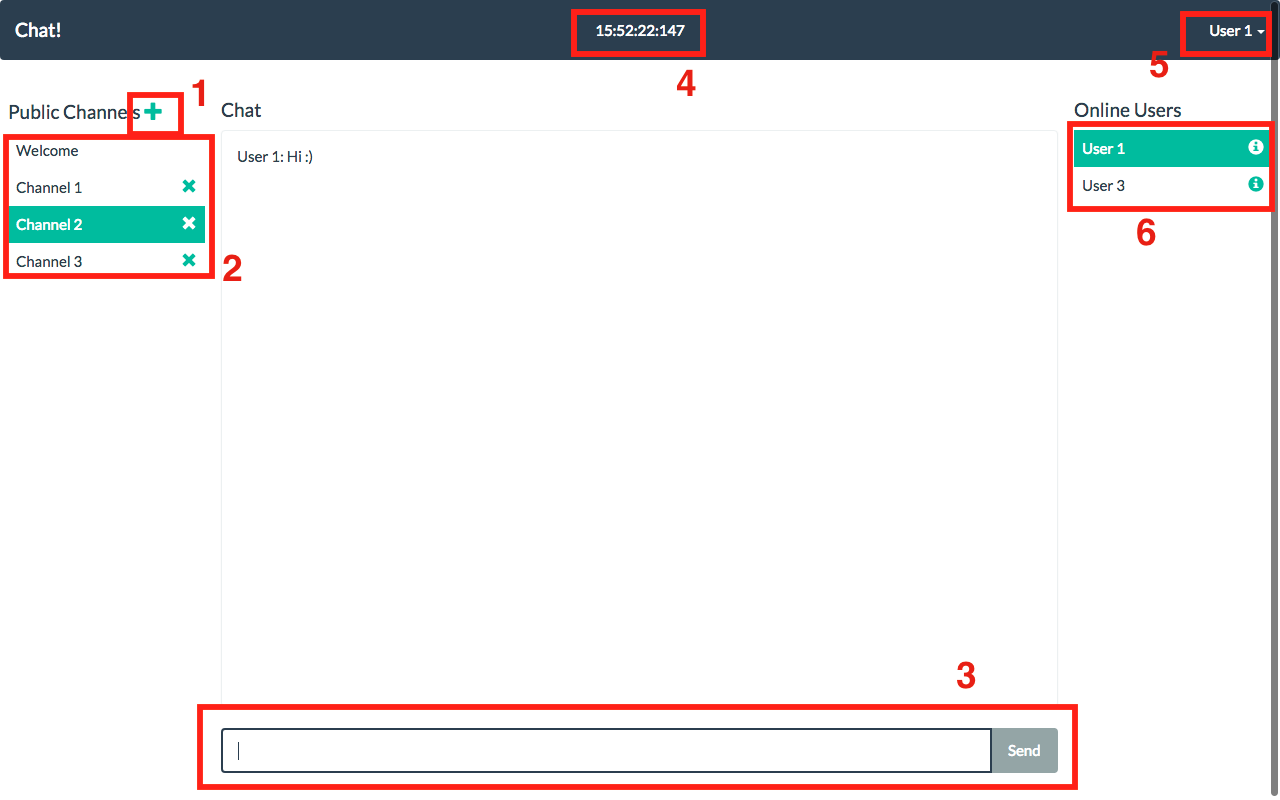 Chat!
15:52:22:147
User 1
4
5
1
Public Channels
Chat
Online Users
Welcome
User 1: Hi :)
User 1
Channel 1
User 3
Channel 2
6
Channel 3
2
3
Send